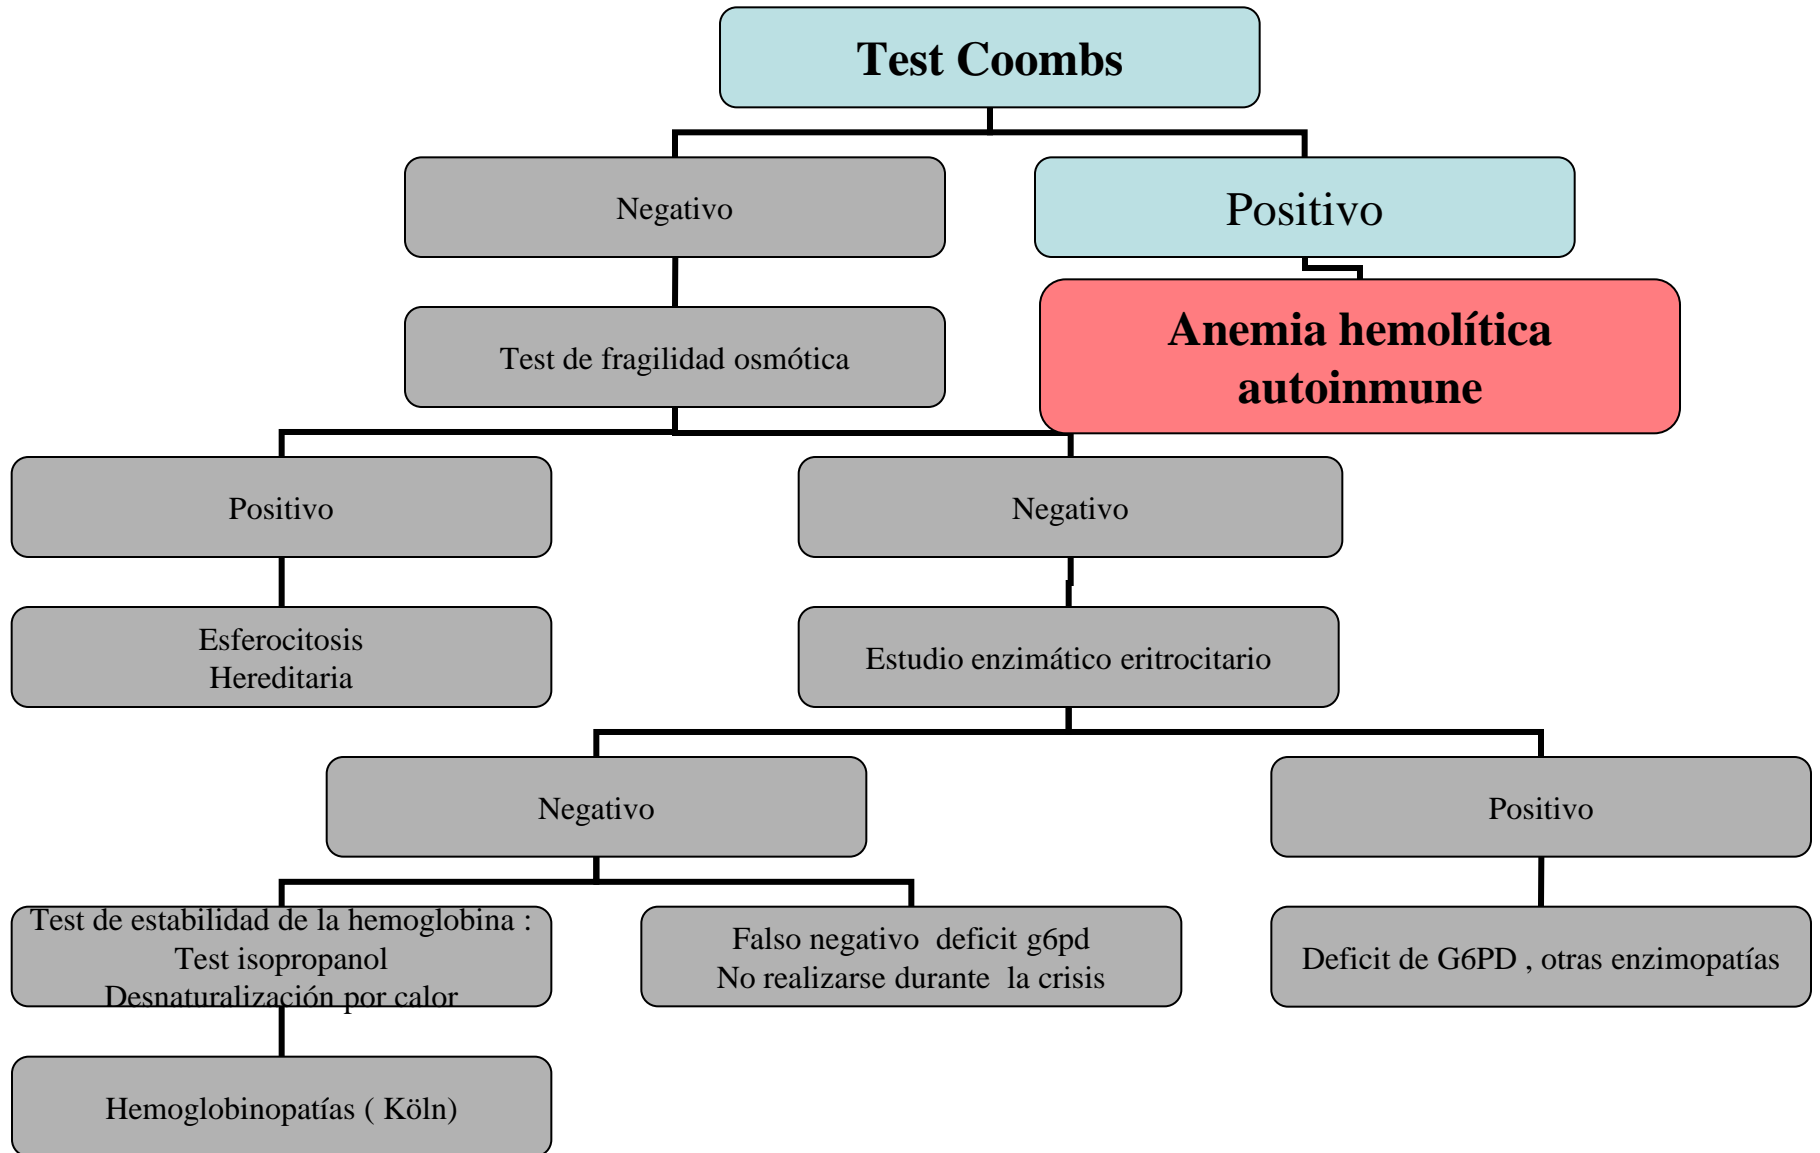 Test Coombs
Negativo
Positivo
Test de fragilidad osmótica
Anemia hemolítica
autoinmune
Positivo
Negativo
Esferocitosis
Hereditaria
Estudio enzimático eritrocitario
Negativo
Positivo
Test de estabilidad de la hemoglobina :
Test isopropanol
Desnaturalización por calor
Falso negativo deficit g6pd
No realizarse durante la crisis
Deficit de G6PD , otras enzimopatías
Hemoglobinopatías ( Köln)